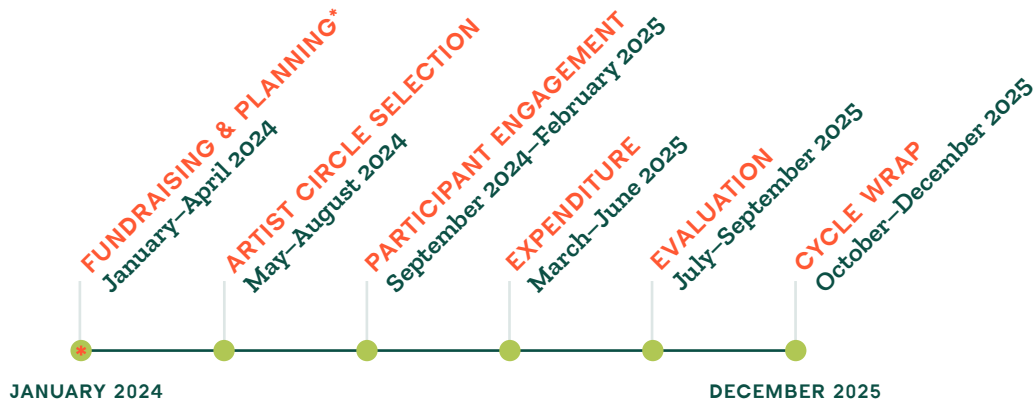 FUNDRAISING & PLANNING*
January–April 2024
ARTIST CIRCLE SELECTION
May–August 2024
PARTICIPANT ENGAGEMENT
September 2024–February 2025
EXPENDITURE
March–June 2025
EVALUATION
July–September 2025
CYCLE WRAP
October–December 2025
*
JANUARY 2024
DECEMBER 2025